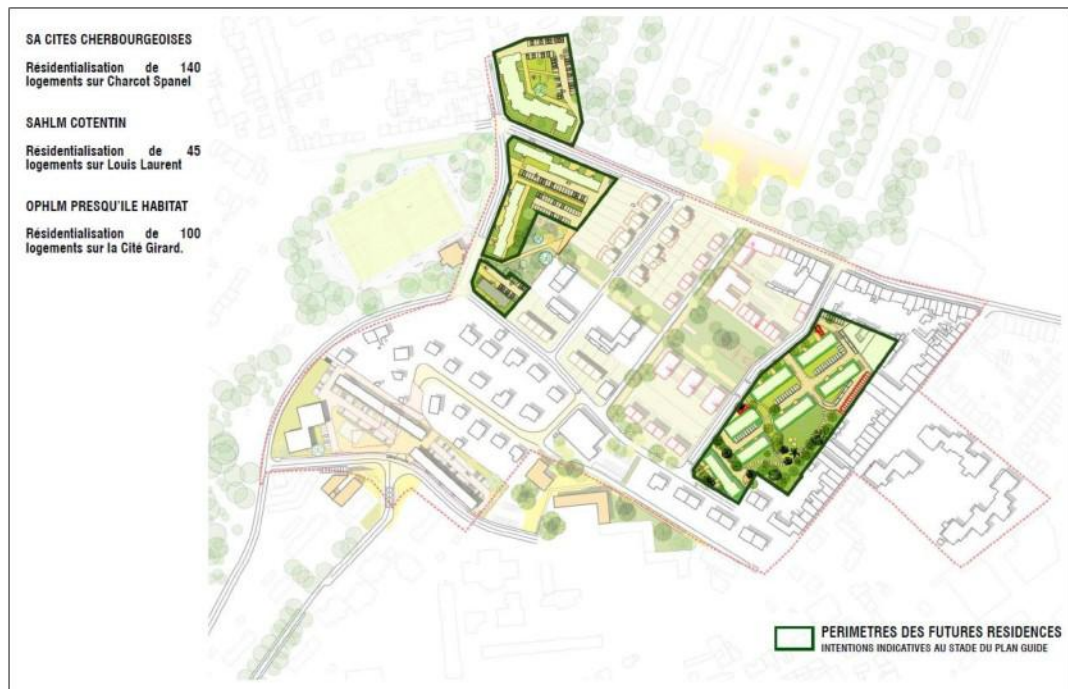 SA CITES CHERBOURGEOISES
Résidentialisation de 140
logements sur Charcot Spanel
SAHLM COTENTIN
Résidentialisation de 45
logements sur Louis Laurent
OPHLM PRESQU'ILE HABITAT
Résidentialisation de 100
logements sur la Cité Girard.
PERIMETRES DES FUTURES RESIDENCES
INTENTIONS INDICATIVES AU STADE DU PLAN GUIDE